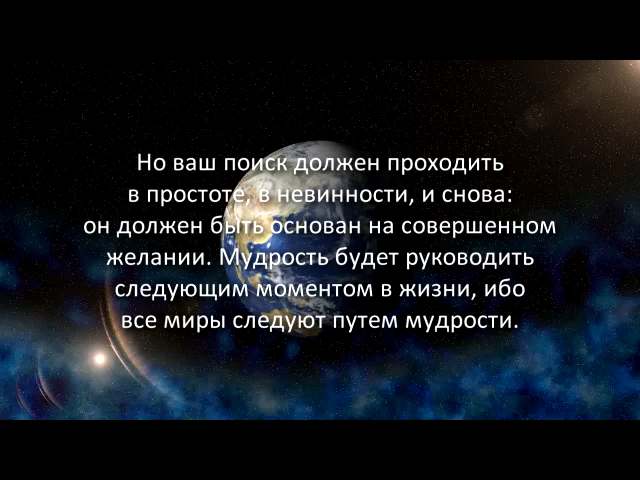 Но ваш поиск должен проходить
в простоте, в невинности, и снова:
он должен быть основан на совершенном
желании. Мудрость будет руководить
следующим моментом в жизни, ибо
все миры следуют путем мудрости.